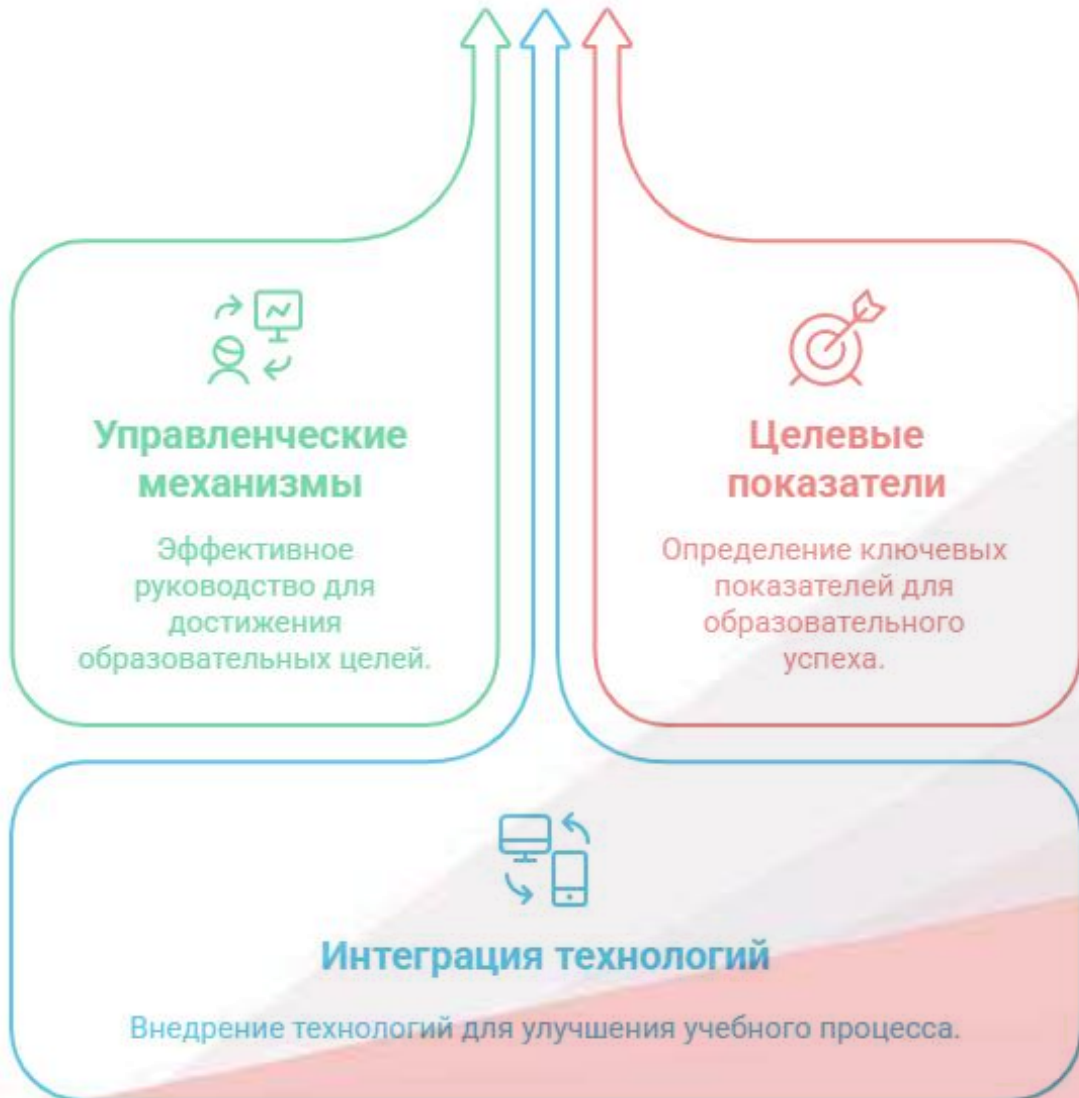 Управленческие
механизмы
Эффективное
руководство для
достижения
образовательных целей.
Целевые
показатели
Определение ключевых
показателей для
образовательного
успеха.
Интеграция технологий
Внедрение технологий для улучшения учебного процесса.